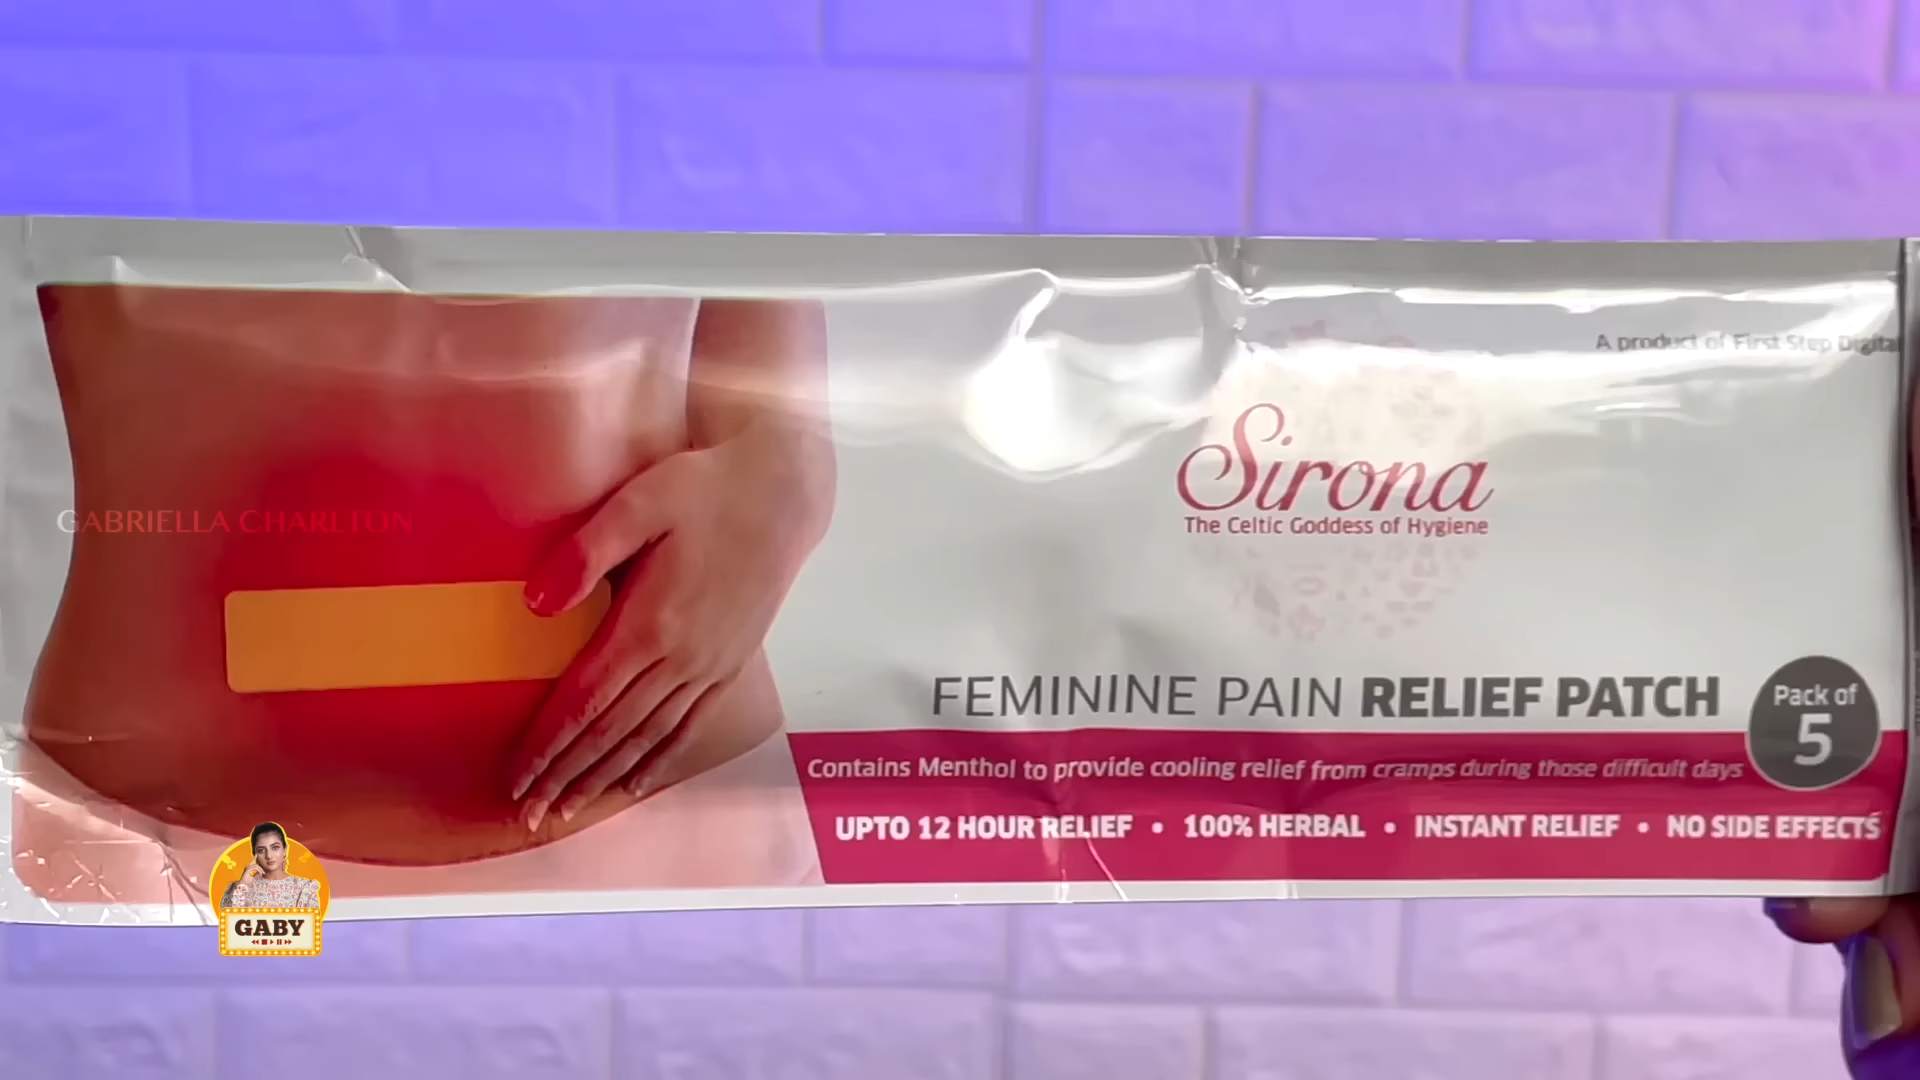 A product of First Step Digital
Sirona
The Celtic Goddess of Hygiene
GABRIELLA CHARLTON
FEMININE PAIN RELIEF PATCH
Pack of
5
Contains Menthol to provide cooling relief from cramps during those difficult days
UPTO 12 HOUR RELIEF • 100% HERBAL • INSTANT RELIEF • NO SIDE EFFECTS
GABY